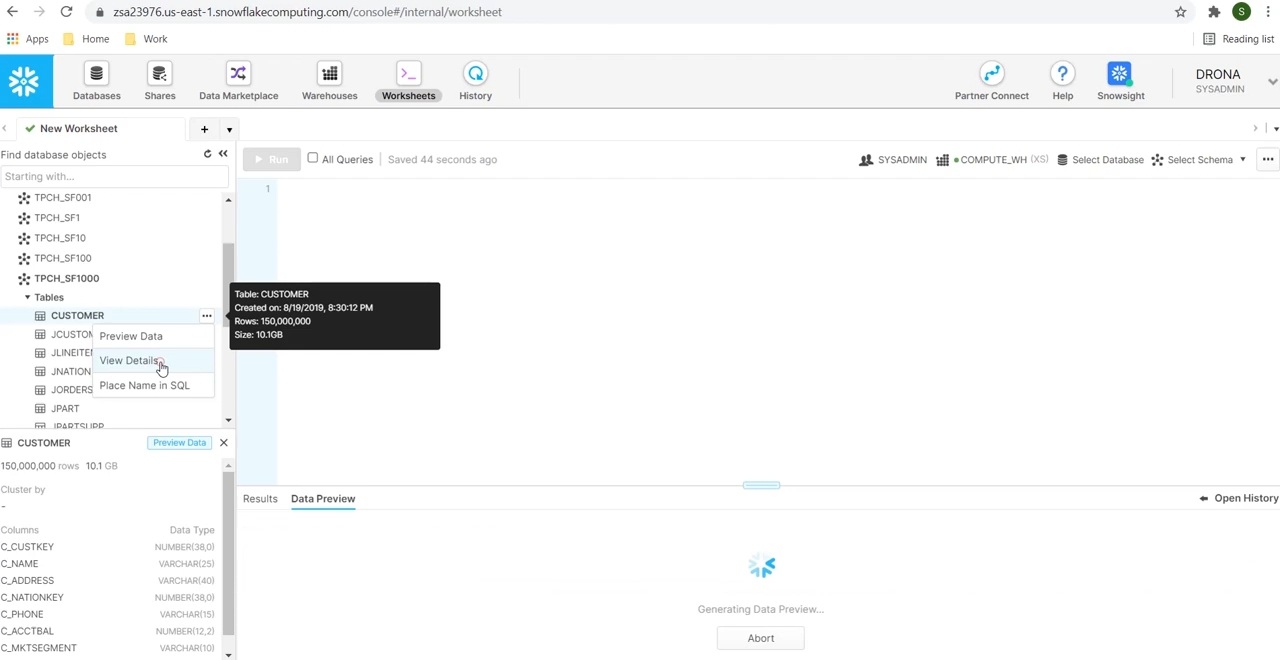 zsa23976.us-east-1.snowflakecomputing.com/console#/internal/worksheet
S
Apps Home Work Reading list
Databases Shares Data Marketplace Warehouses Worksheets History Partner Connect Help Snowsight
DRONA
SYSADMIN
New Worksheet
Find database objects
Starting with...
Run All Queries Saved 44 seconds ago SYSADMIN COMPUTE_WH (XS) Select Database Select Schema
1
TPCH_SF001
TPCH_SF1
TPCH_SF10
TPCH_SF100
TPCH_SF1000
Tables
CUSTOMER
Table: CUSTOMER
Created on: 8/19/2019, 8:30:12 PM
Rows: 150,000,000
Size: 10.1GB
Preview Data
View Details
Place Name in SQL
JNATION
JORDERS
JPART
JPARTSUPP
CUSTOMER Preview Data
150,000,000 rows 10.1 GB
Cluster by
-
Columns Data Type
C_CUSTKEY NUMBER(38,0)
C_NAME VARCHAR(25)
C_ADDRESS VARCHAR(40)
C_NATIONKEY NUMBER(38,0)
C_PHONE VARCHAR(15)
C_ACCTBAL NUMBER(12,2)
C_MKTSEGMENT VARCHAR(10)
Results Data Preview Open History
Generating Data Preview...
Abort